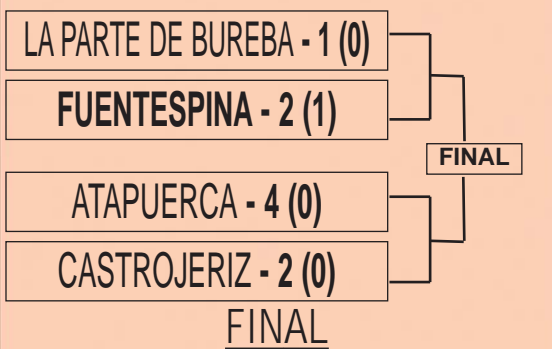 LA PARTE DE BUREBA - 1 (0)
FUENTESPINA - 2 (1)
FINAL
ATAPUERCA - 4 (0)
CASTROJERIZ - 2 (0)
FINAL